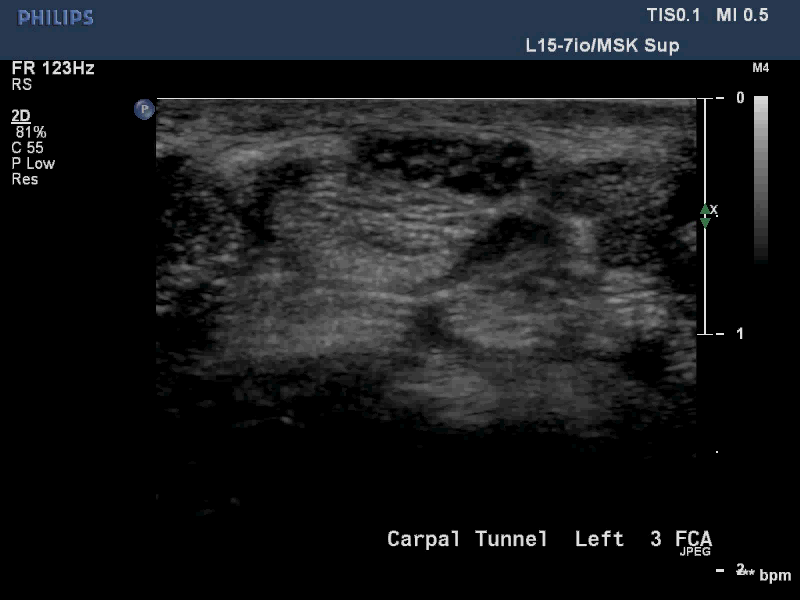 PHILIPS
TIS0.1 MI 0.5
L15-7io/MSK Sup
FR 123Hz
RS
M4
2D
81%
C 55
P Low
Res
P
0
X
1
Carpal Tunnel Left 3 FCA
JPEG
2
*** bpm